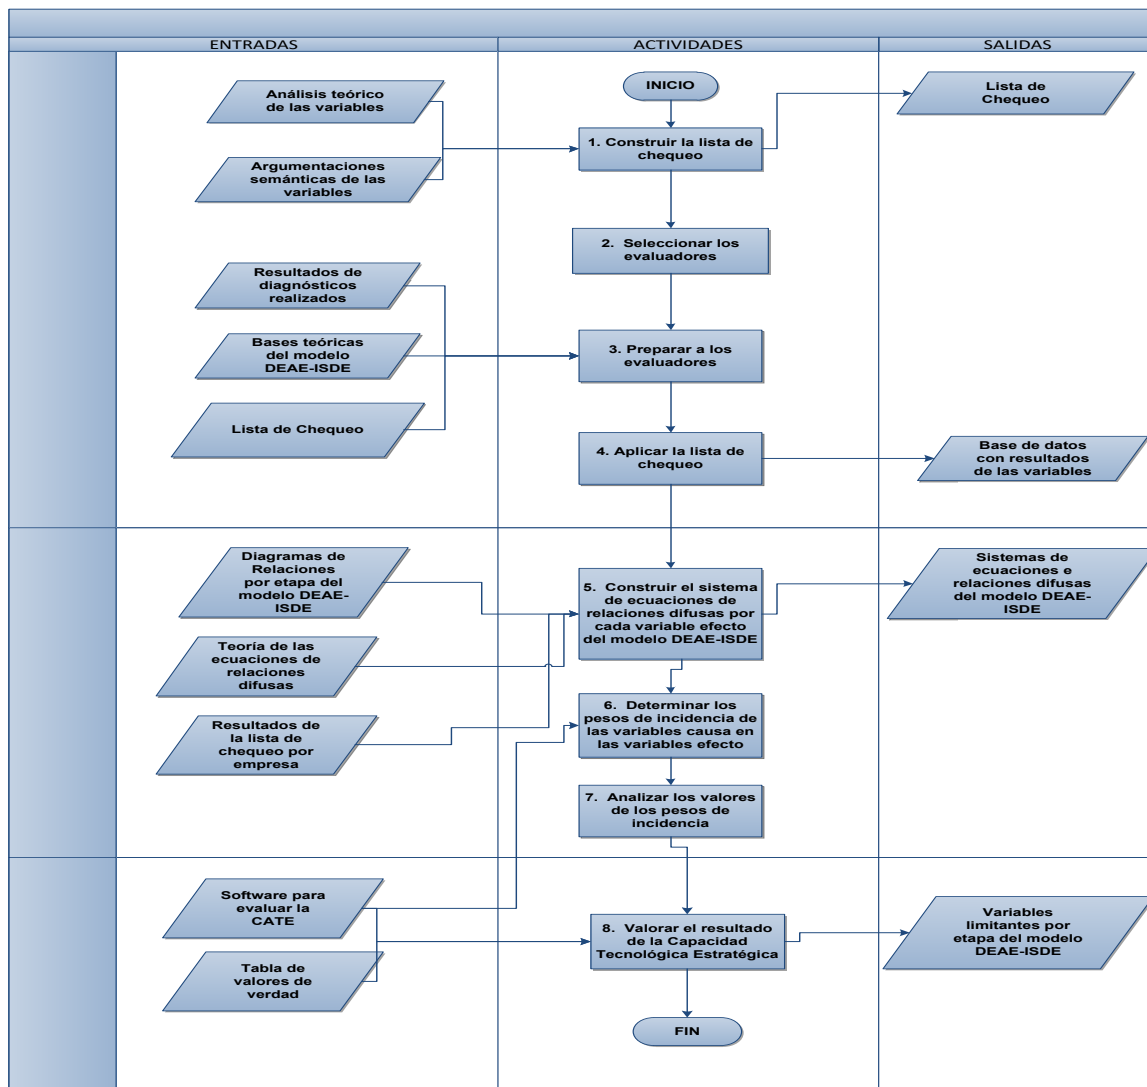 ENTRADAS
ACTIVIDADES
SALIDAS
Análisis teórico
de las variables
Argumentaciones
semánticas de las
variables
INICIO
1. Construir la lista de
chequeo
Lista de
Chequeo
2. Seleccionar los
evaluadores
Resultados de
diagnósticos
realizados
Bases teóricas
del modelo
DEAE-ISDE
Lista de Chequeo
3. Preparar a los
evaluadores
4. Aplicar la lista de
chequeo
Base de datos
con resultados
de las variables
Diagramas de
Relaciones
por etapa del
modelo DEAE-
ISDE
Teoría de las
ecuaciones de
relaciones
difusas
Resultados de
la lista de
chequeo por
empresa
5. Construir el sistema
de ecuaciones de
relaciones difusas por
cada variable efecto
del modelo DEAE-ISDE
Sistemas de
ecuaciones e
relaciones difusas
del modelo DEAE-
ISDE
6. Determinar los
pesos de incidencia de
las variables causa en
las variables efecto
7. Analizar los valores
de los pesos de
incidencia
Software para
evaluar la
CATE
Tabla de
valores de
verdad
8. Valorar el resultado
de la Capacidad
Tecnológica Estratégica
Variables
limitantes por
etapa del modelo
DEAE-ISDE
FIN